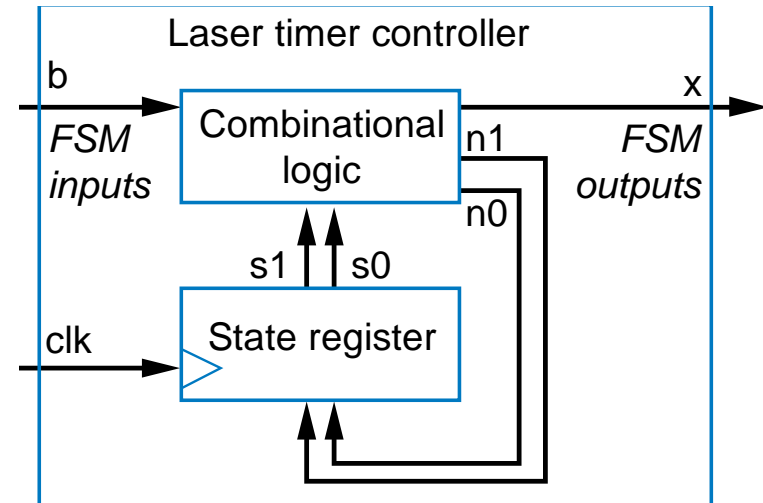 Laser timer controller
b
x
FSM
inputs
Combinational
logic
n1
n0
FSM
outputs
s1
s0
clk
State register